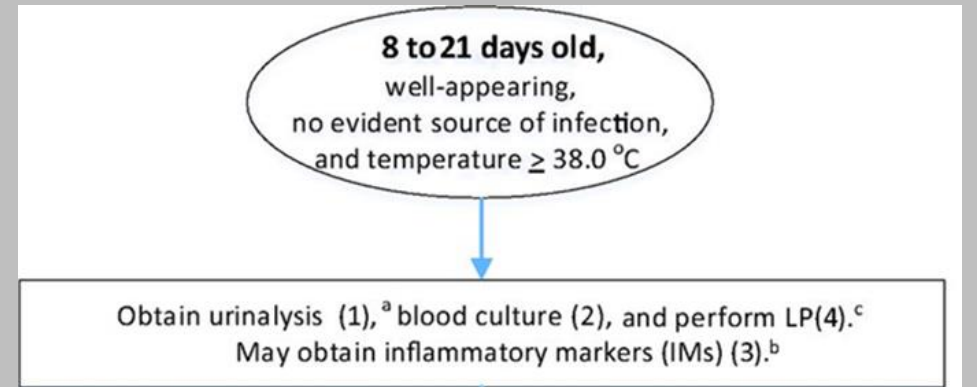 8 to 21 days old,
well-appearing,
no evident source of infection,
and temperature ≥ 38.0 °C
Obtain urinalysis (1),ᵃ blood culture (2), and perform LP(4).ᶜ
May obtain inflammatory markers (IMs) (3).ᵇ